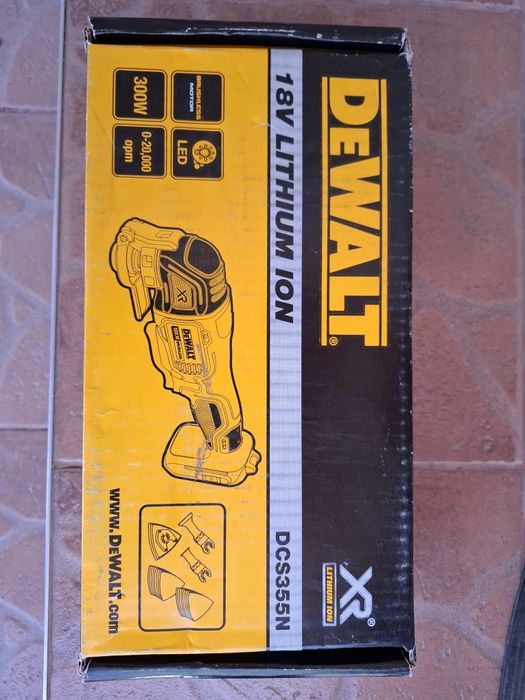 DEWALT®
18V LITHIUM ION
DCS355N
XR®
LITHIUM ION
BRUSHLESS
MOTOR
LED
300W
0-20,000
opm
XR
DEWALT
www.DEWALT.com